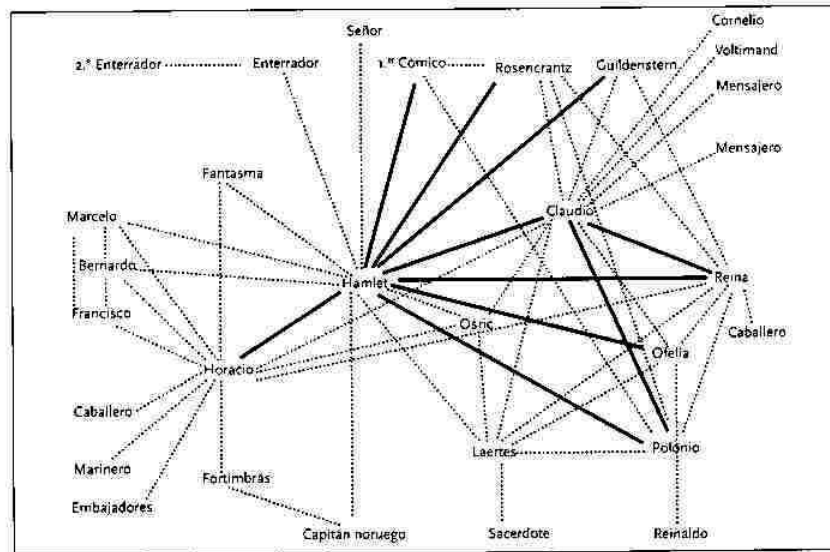 Cornelio
Señor
Voltimand
2.º Enterrador
Enterrador
1.er Cómico
Rosencrantz
Guildenstern
Mensajero
Mensajero
Fantasma
Claudio
Marcelo
Bernardo
Hamlet
Reina
Francisco
Osric
Caballero
Ofelia
Horacio
Caballero
Laertes
Polonio
Marinero
Fortimbrás
Embajadores
Capitán noruego
Sacerdote
Reinaldo